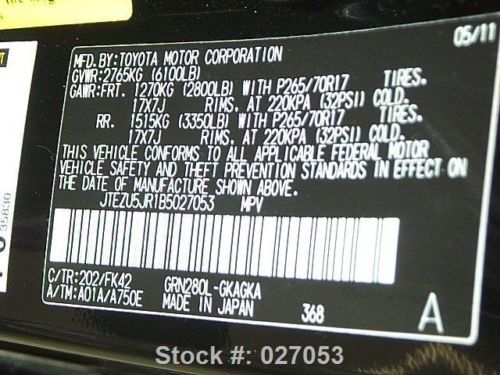 05/11
MFD.BY:TOYOTA MOTOR CORPORATION
GVWR:2765KG (6100LB)
GAWR:FRT. 1270KG (2800LB) WITH P265/70R17 TIRES.
17X7J RIMS. AT 220KPA (32PSI) COLD.
RR. 1515KG (3350LB) WITH P265/70R17 TIRES.
17X7J RIMS. AT 220KPA (32PSI) COLD.
THIS VEHICLE CONFORMS TO ALL APPLICABLE FEDERAL MOTOR
VEHICLE SAFETY AND THEFT PREVENTION STANDARDS IN EFFECT ON
THE DATE OF MANUFACTURE SHOWN ABOVE.
JTEZU5JR1B5027053 MPV
C/TR:202/FK42 GRN280L-GKAGKA
A/TM:A01A/A750E MADE IN JAPAN 368 A
35830
Stock #: 027053